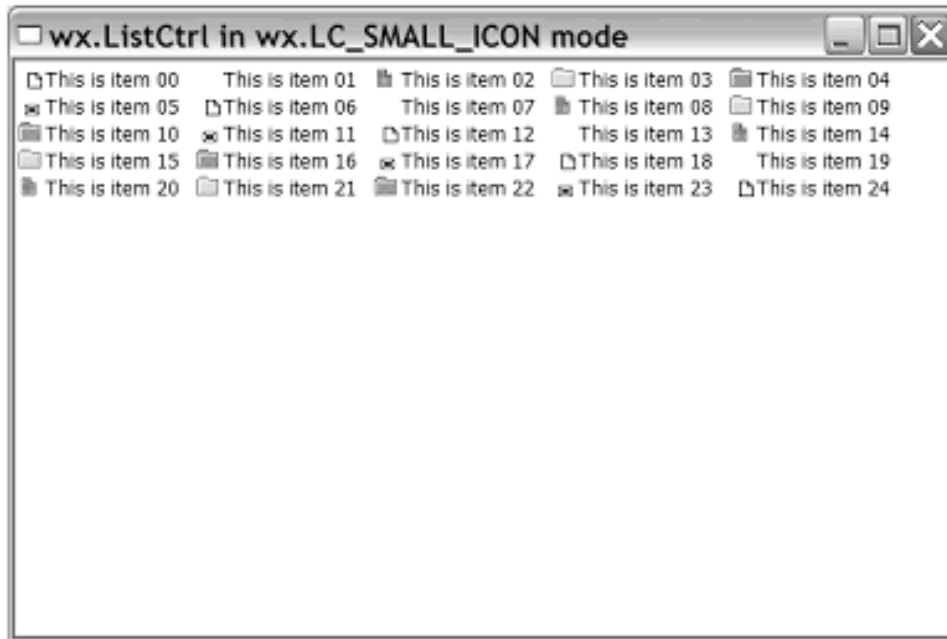 wx.ListCtrl in wx.LC_SMALL_ICON mode
This is item 00 This is item 01 This is item 02 This is item 03 This is item 04
This is item 05 This is item 06 This is item 07 This is item 08 This is item 09
This is item 10 This is item 11 This is item 12 This is item 13 This is item 14
This is item 15 This is item 16 This is item 17 This is item 18 This is item 19
This is item 20 This is item 21 This is item 22 This is item 23 This is item 24